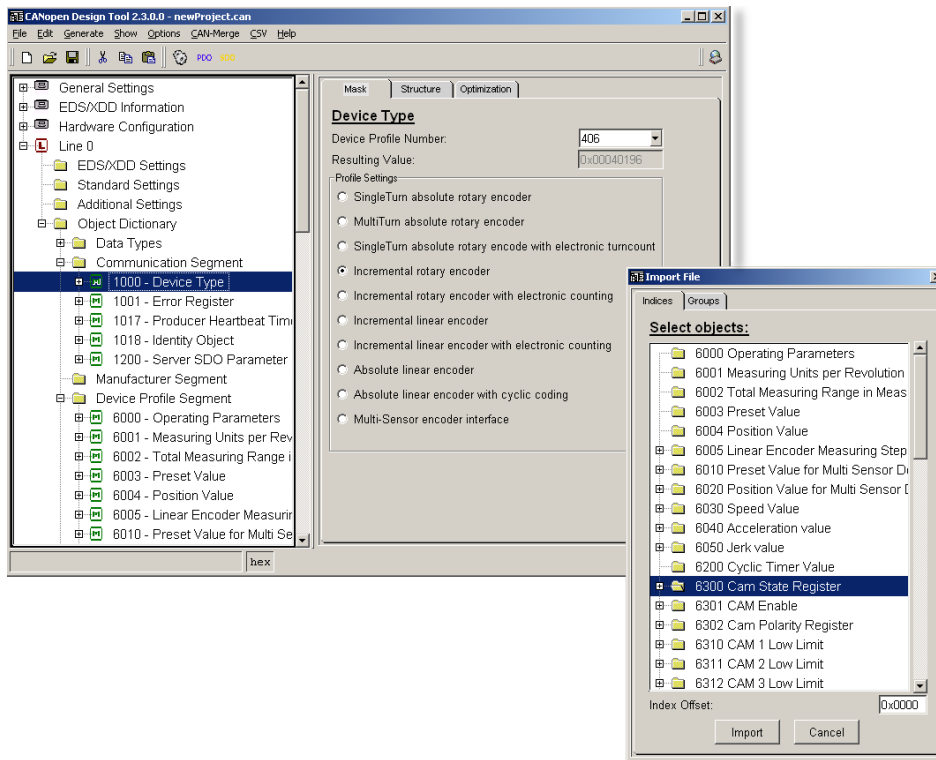 CANopen Design Tool 2.3.0.0 - newProject.can
File Edit Generate Show Options CAN-Merge CSV Help
PDO
General Settings
EDS/XDD Information
Hardware Configuration
L Line 0
EDS/XDD Settings
Standard Settings
Additional Settings
Object Dictionary
Data Types
Communication Segment
1000 - Device Type
1001 - Error Register
1017 - Producer Heartbeat Tim
1018 - Identity Object
1200 - Server SDO Parameter
Manufacturer Segment
Device Profile Segment
6000 - Operating Parameters
6001 - Measuring Units per Rev
6002 - Total Measuring Range i
6003 - Preset Value
6004 - Position Value
6005 - Linear Encoder Measurin
6010 - Preset Value for Multi Se
hex
Mask Structure Optimization
Device Type
Device Profile Number: 406
Resulting Value: 0x00040196
Profile Settings
SingleTurn absolute rotary encoder
MultiTurn absolute rotary encoder
SingleTurn absolute rotary encode with electronic turncount
Incremental rotary encoder
Incremental rotary encoder with electronic counting
Incremental linear encoder
Incremental linear encoder with electronic counting
Absolute linear encoder
Absolute linear encoder with cyclic coding
Multi-Sensor encoder interface
Import File
Indices Groups
Select objects:
6000 Operating Parameters
6001 Measuring Units per Revolution
6002 Total Measuring Range in Meas
6003 Preset Value
6004 Position Value
6005 Linear Encoder Measuring Step
6010 Preset Value for Multi Sensor D
6020 Position Value for Multi Sensor
6030 Speed Value
6040 Acceleration value
6050 Jerk value
6200 Cyclic Timer Value
6300 Cam State Register
6301 CAM Enable
6302 Cam Polarity Register
6310 CAM 1 Low Limit
6311 CAM 2 Low Limit
6312 CAM 3 Low Limit
Index Offset: 0x0000
Import Cancel